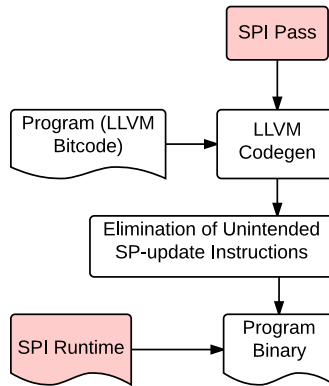 SPI Pass
Program (LLVM
Bitcode)
LLVM
Codegen
Elimination of Unintended
SP-update Instructions
SPI Runtime
Program
Binary